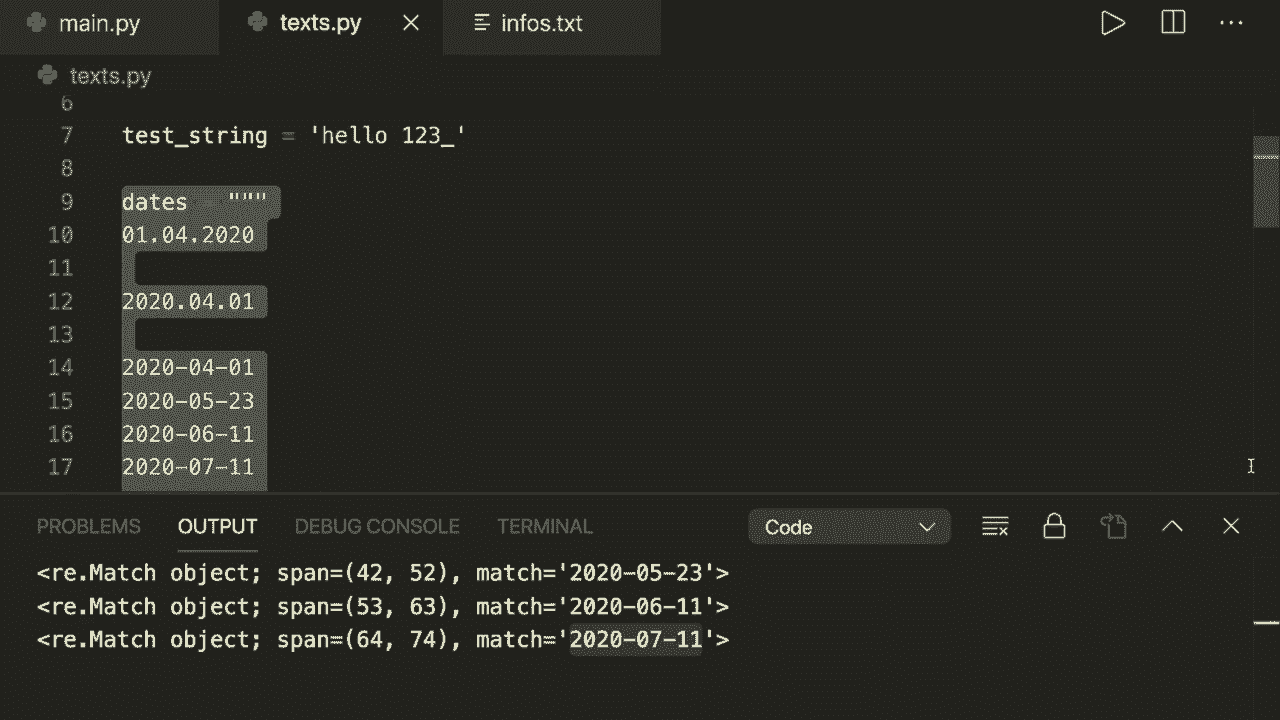 main.py texts.py infos.txt
texts.py
6
7 test_string = 'hello 123_'
8
9 dates = """
10 01.04.2020
11
12 2020.04.01
13
14 2020-04-01
15 2020-05-23
16 2020-06-11
17 2020-07-11
PROBLEMS OUTPUT DEBUG CONSOLE TERMINAL Code
<re.Match object; span=(42, 52), match='2020-05-23'>
<re.Match object; span=(53, 63), match='2020-06-11'>
<re.Match object; span=(64, 74), match='2020-07-11'>